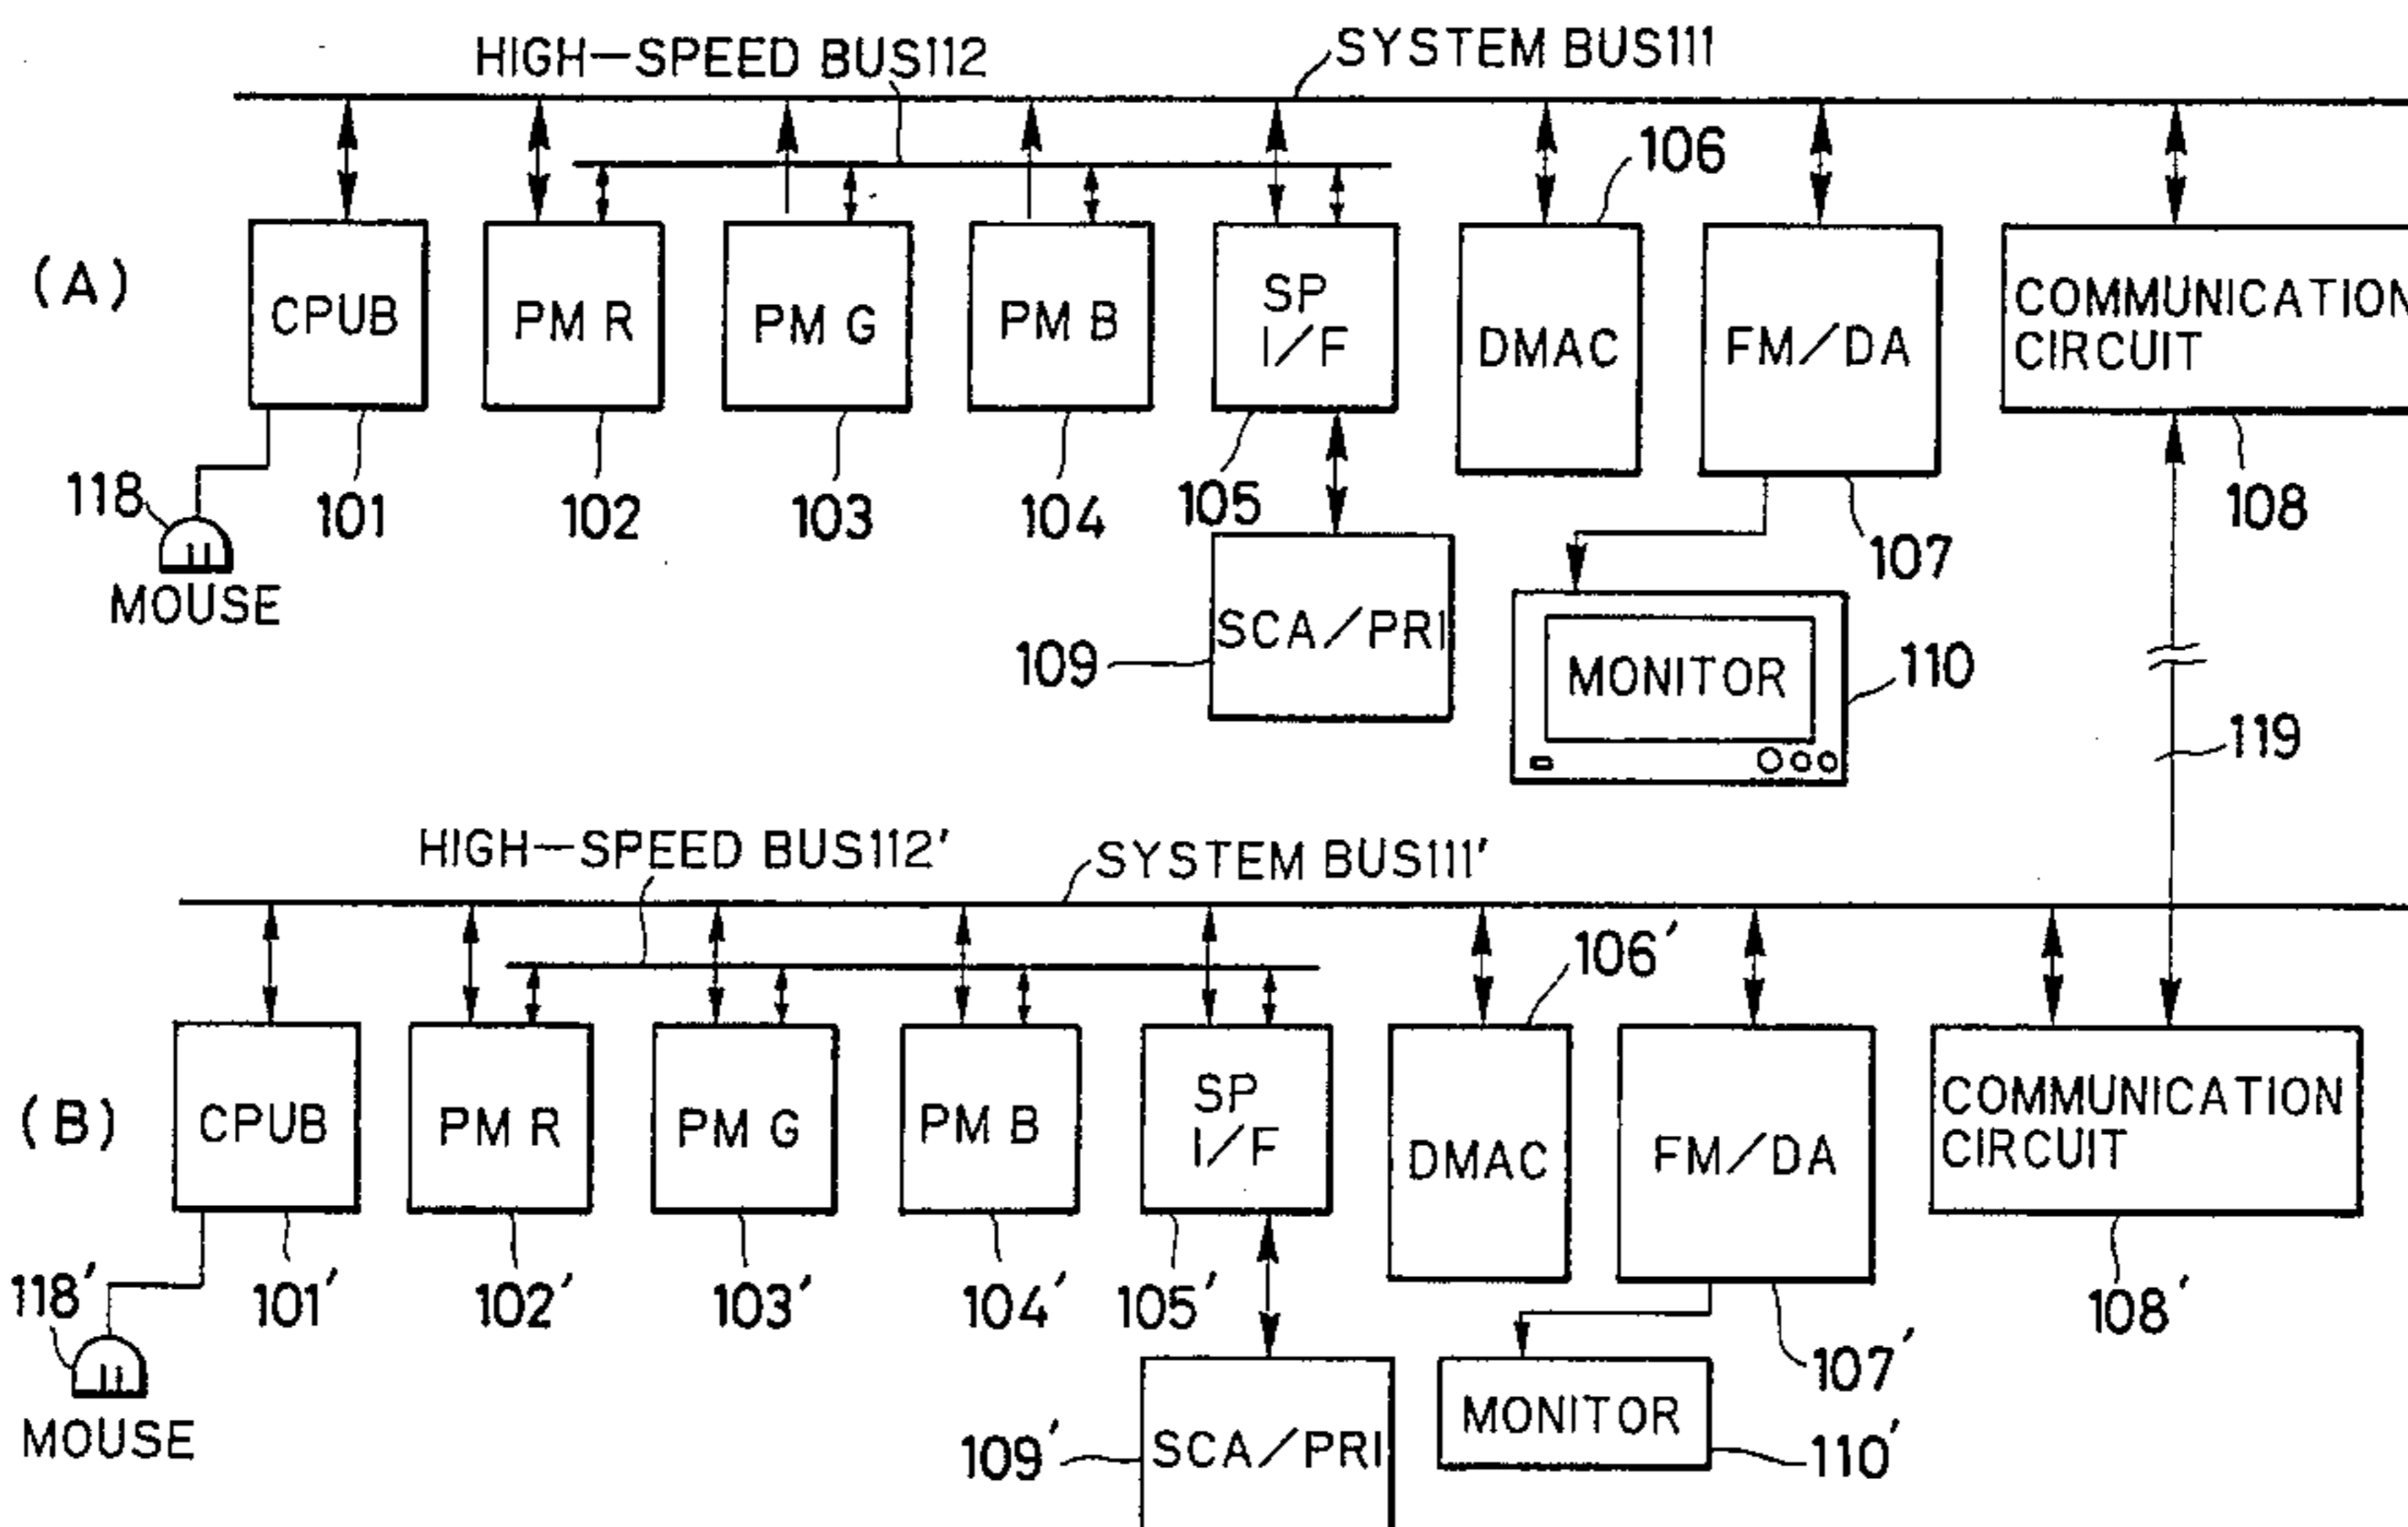 HIGH-SPEED BUS112
SYSTEM BUS111
106
(A)
CPUB
PM R
PM G
PM B
SP
I/F
DMAC
FM/DA
COMMUNICATION
CIRCUIT
118
101
102
103
104
105
107
108
MOUSE
109
SCA/PRI
MONITOR
110
119
HIGH-SPEED BUS112'
SYSTEM BUS111'
106'
(B)
CPUB
PM R
PM G
PM B
SP
I/F
DMAC
FM/DA
COMMUNICATION
CIRCUIT
118'
101'
102'
103'
104'
105'
107'
108'
MOUSE
109'
SCA/PRI
MONITOR
110'